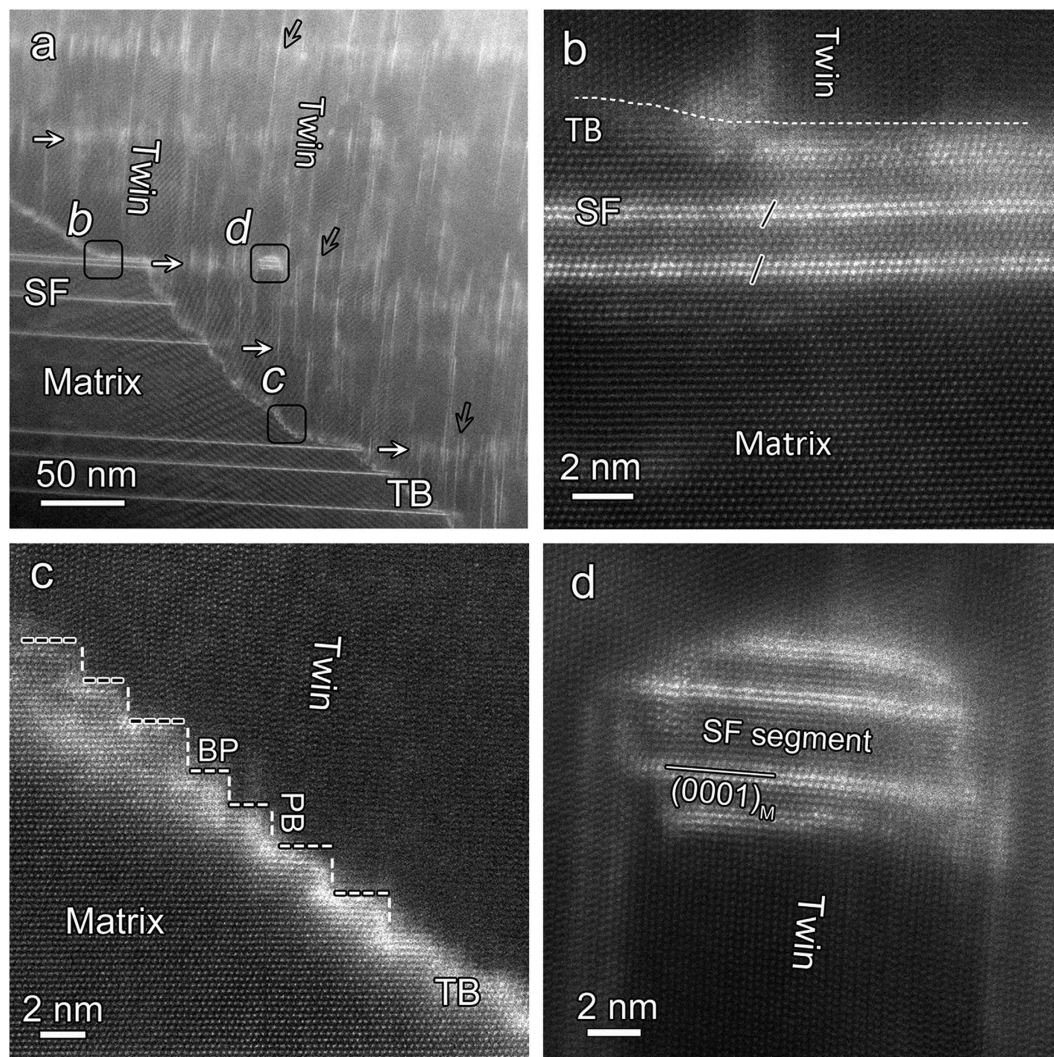 a
Twin
Twin
b
d
SF
Matrix
c
50 nm
TB
b
Twin
TB
SF
Matrix
2 nm
c
Twin
BP
PB
Matrix
TB
2 nm
d
SF segment
(0001)M
Twin
2 nm